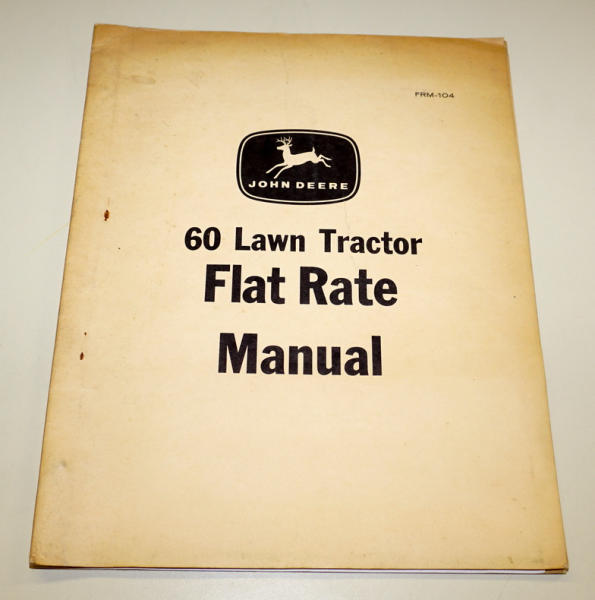 FRM-104
JOHN DEERE
60 Lawn Tractor
Flat Rate
Manual